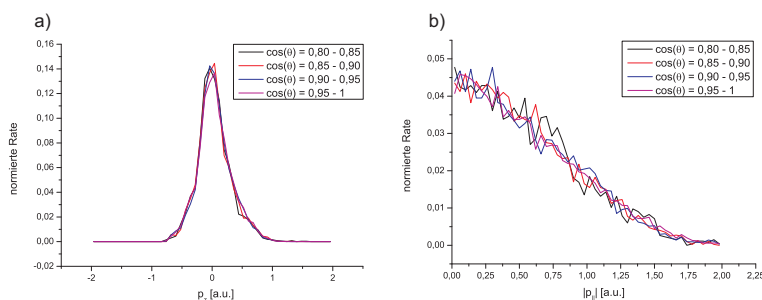 a)
normierte Rate
0,16
0,14
0,12
0,10
0,08
0,06
0,04
0,02
0,00
-0,02
cos(θ) = 0,80 - 0,85
cos(θ) = 0,85 - 0,90
cos(θ) = 0,90 - 0,95
cos(θ) = 0,95 - 1
-2
-1
0
1
2
[a.u.]
b)
normierte Rate
0,05
0,04
0,03
0,02
0,01
0,00
cos(θ) = 0,80 - 0,85
cos(θ) = 0,85 - 0,90
cos(θ) = 0,90 - 0,95
cos(θ) = 0,95 - 1
0,00
0,25
0,50
0,75
1,00
1,25
1,50
1,75
2,00
2,25
|p|||  [a.u.]